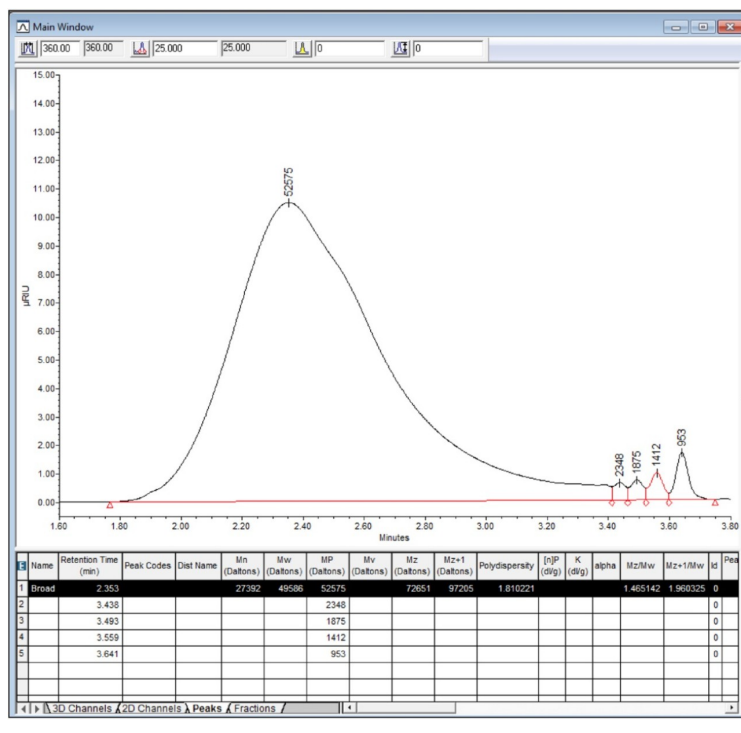 Main Window
360.00 360.00 25.000 25.000 0 0
15.00
14.00
13.00
12.00
11.00
10.00
9.00
8.00
7.00
6.00
5.00
4.00
3.00
2.00
1.00
0.00
µRIU
52575
2348
1875
1412
953
1.60 1.80 2.00 2.20 2.40 2.60 2.80 3.00 3.20 3.40 3.60 3.80
Minutes
Name Retention Time (min) Peak Codes Dist Name Mn (Daltons) Mw (Daltons) MP (Daltons) Mv (Daltons) Mz (Daltons) Mz+1 (Daltons) Polydispersity [n]P (dl/g) K (dl/g) alpha Mz/Mw Mz+1/Mw Id Pea
1 Broad 2.353 27392 49586 52575 72651 97205 1.810221 1.465142 1.960325 0
2 3.438 2348 0
3 3.493 1875 0
4 3.559 1412 0
5 3.641 953 0
3D Channels 2D Channels Peaks Fractions